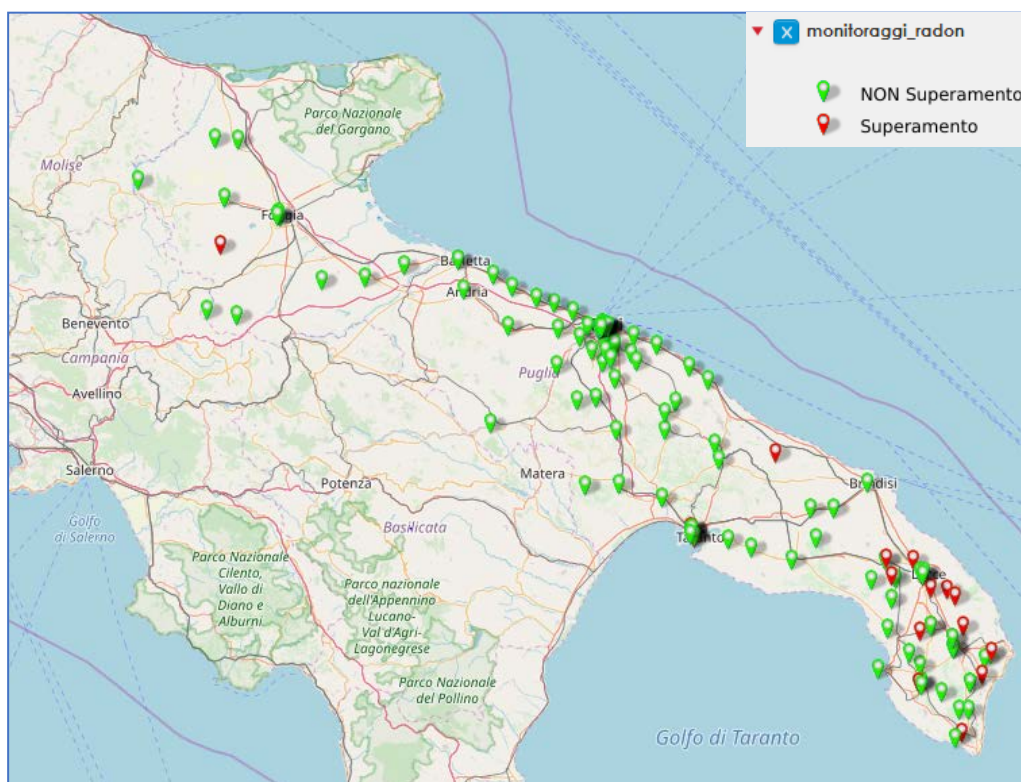 monitoraggi_radon
NON Superamento
Superamento
Parco Nazionale
del Gargano
Molise
Foggia
Barletta
Andria
Benevento
Campania
Puglia
Avellino
Salerno
Matera
Potenza
Brindisi
Golfo
di Salerno
Basilicata
Taranto
Parco Nazionale
Cilento,
Vallo di
Diano e
Alburni
Parco nazionale
dell'Appennino
Lucano-
Val d'Agri-
Lagonegrese
Lecce
Parco Nazionale
del Pollino
Golfo di Taranto